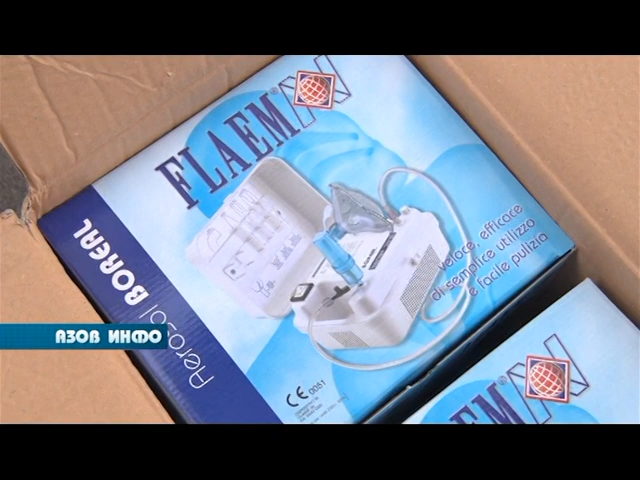 FLAEM
Aerosol BOREAL
veloce, efficace
di semplice utilizzo
e facile pulizia
CE 0051
АЗОВ ИНФО
FLAEM